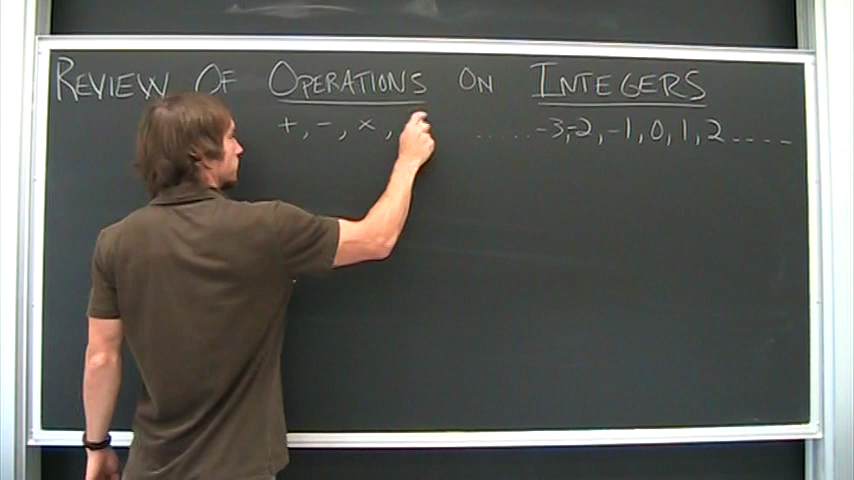 REVIEW OF OPERATIONS ON INTEGERS
+, -, ×, ..... -3,-2, -1, 0, 1, 2 ....